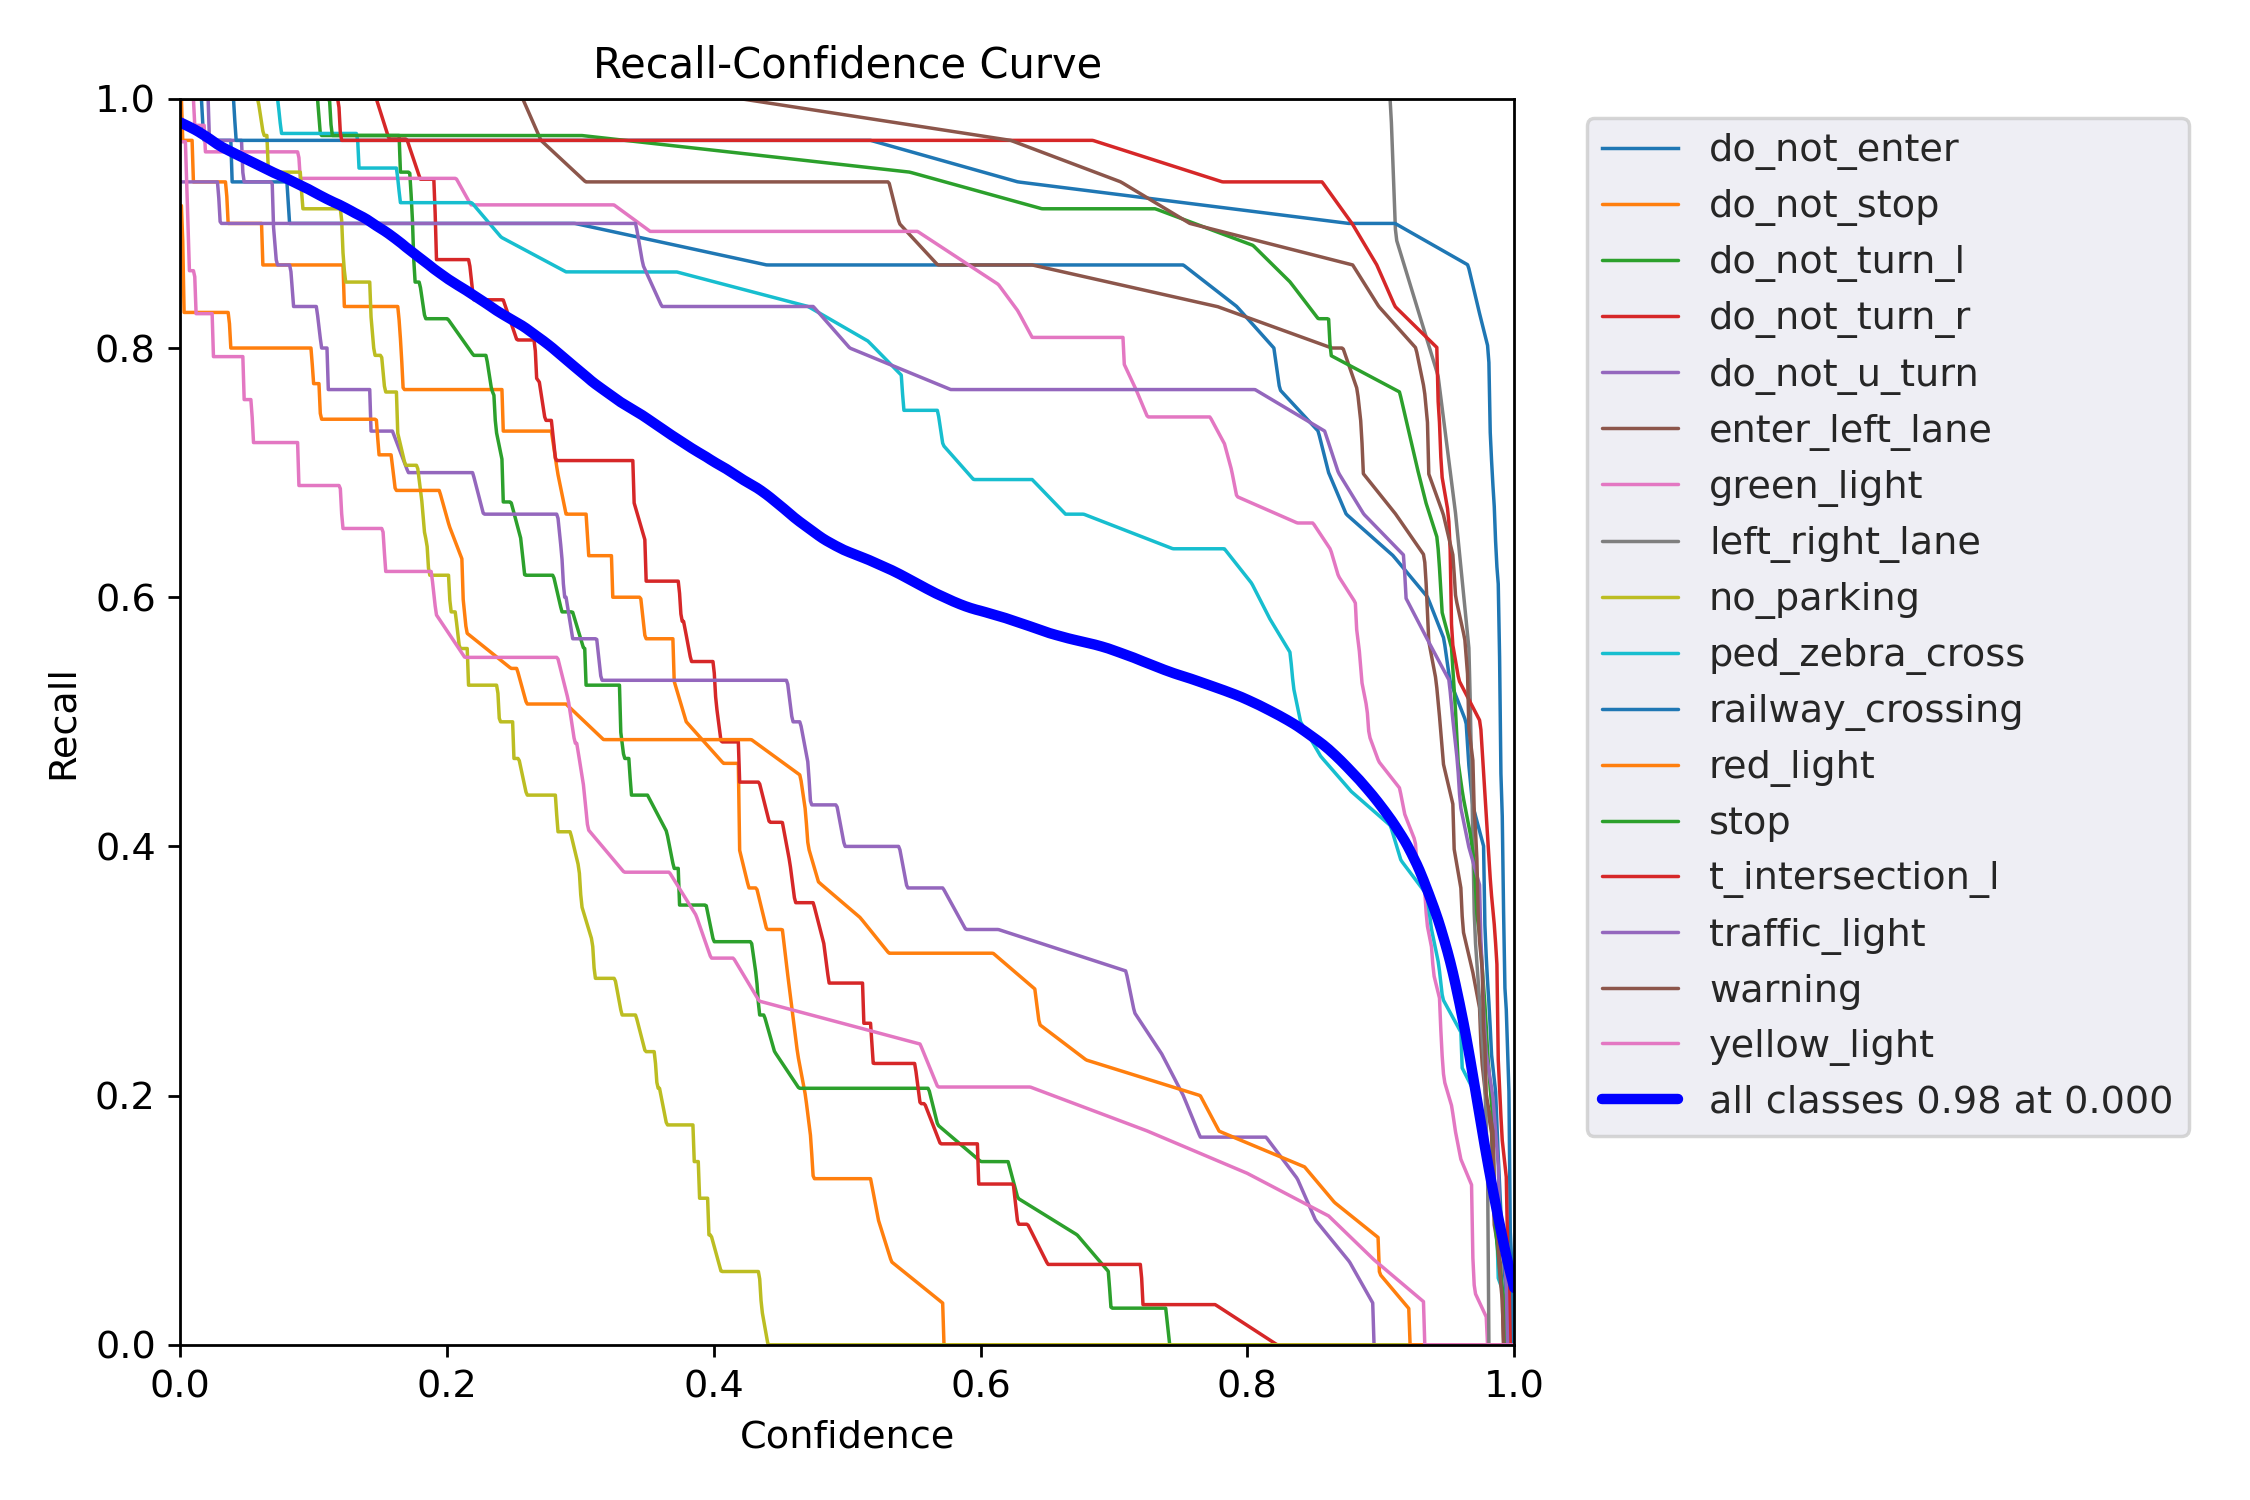 Recall-Confidence Curve
1.0
0.8
0.6
0.4
0.2
0.0
Recall
0.0 0.2 0.4 0.6 0.8 1.0
Confidence
do_not_enter
do_not_stop
do_not_turn_l
do_not_turn_r
do_not_u_turn
enter_left_lane
green_light
left_right_lane
no_parking
ped_zebra_cross
railway_crossing
red_light
stop
t_intersection_l
traffic_light
warning
yellow_light
all classes 0.98 at 0.000